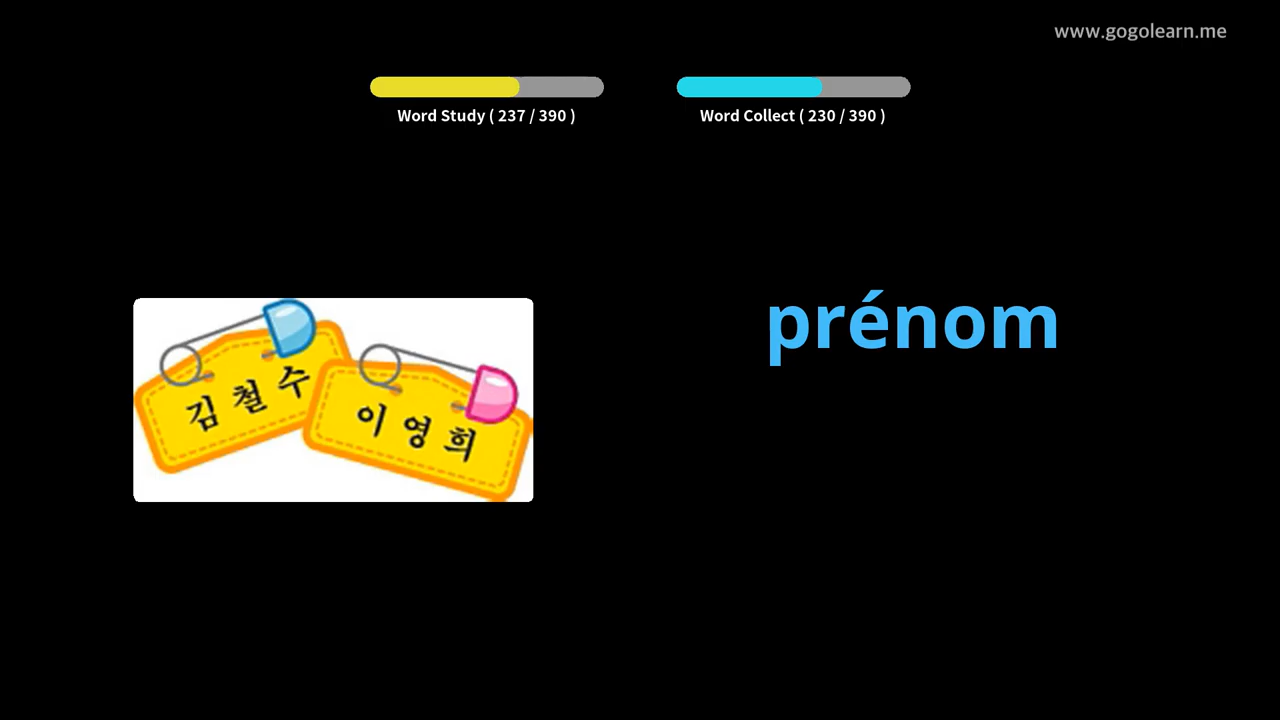 www.gogolearn.me
Word Study ( 237 / 390 )
Word Collect ( 230 / 390 )
prénom
김철수
이영희